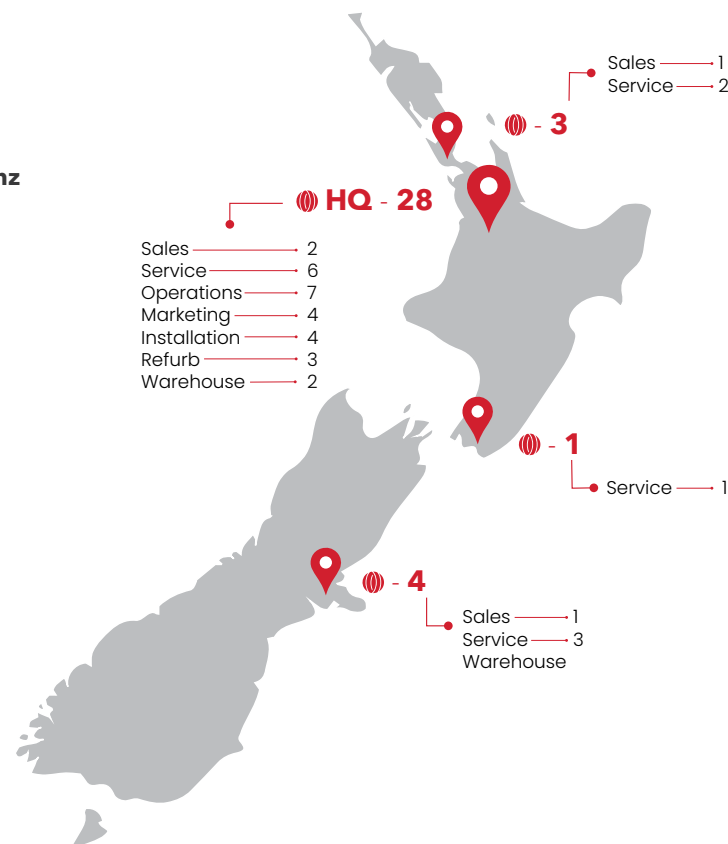 Sales 1
Service 2
- 3
nz
HQ - 28
Sales 2
Service 6
Operations 7
Marketing 4
Installation 4
Refurb 3
Warehouse 2
- 1
Service 1
- 4
Sales 1
Service 3
Warehouse